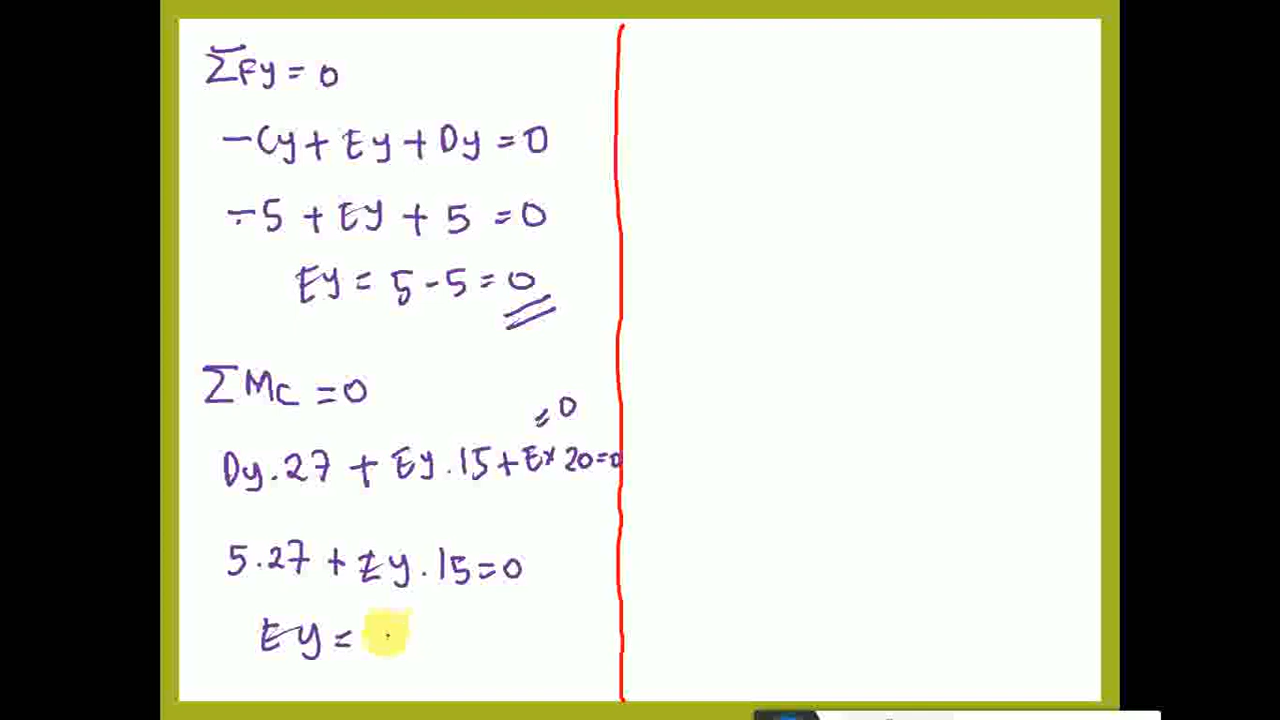 ΣFy = 0
-Cy + Ey + Dy = 0
-5 + Ey + 5 = 0
Ey = 5 - 5 = 0
ΣMc = 0
= 0
Dy.27 + Ey.15 + Ex 20 = 0
5.27 + Ey.15 = 0
Ey =